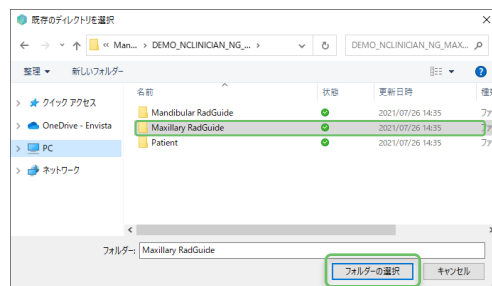 既存のディレクトリを選択
« Man... > DEMO_NCLINICIAN_NG_... >
DEMO_NCLINICIAN_NG_MAX...
整理 新しいフォルダー
名前 状態 更新日時
クイック アクセス
OneDrive - Envista
PC
ネットワーク
Mandibular RadGuide 2021/07/26 14:35
Maxillary RadGuide 2021/07/26 14:35
Patient 2021/07/26 14:35
フォルダー: Maxillary RadGuide
フォルダーの選択 キャンセル